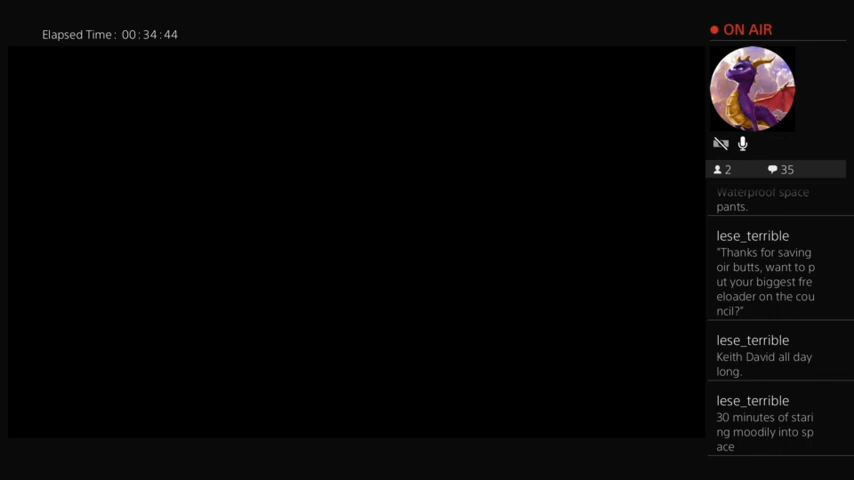 Elapsed Time: 00:34:44
ON AIR
2
35
Waterproof space
pants.
lese_terrible
"Thanks for saving
oir butts, want to p
ut your biggest fre
eloader on the cou
ncil?"
lese_terrible
Keith David all day
long.
lese_terrible
30 minutes of stari
ng moodily into sp
ace